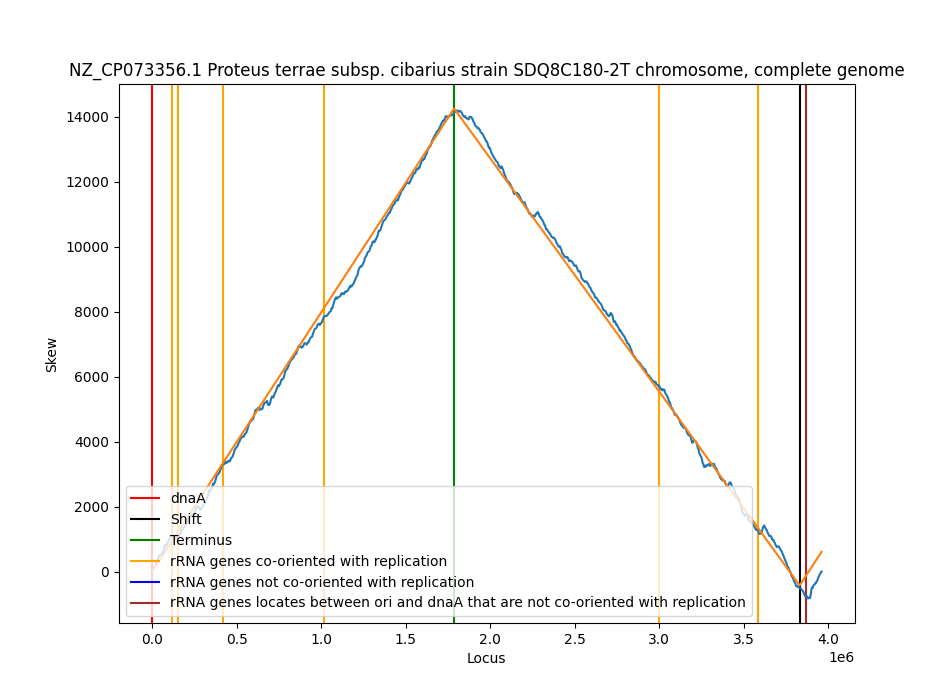 NZ_CP073356.1 Proteus terrae subsp. cibarius strain SDQ8C180-2T chromosome, complete genome
14000
12000
10000
8000
6000
4000
2000
0
Skew
dnaA
Shift
Terminus
rRNA genes co-oriented with replication
rRNA genes not co-oriented with replication
rRNA genes locates between ori and dnaA that are not co-oriented with replication
0.0 0.5 1.0 1.5 2.0 2.5 3.0 3.5 4.0
1e6
Locus